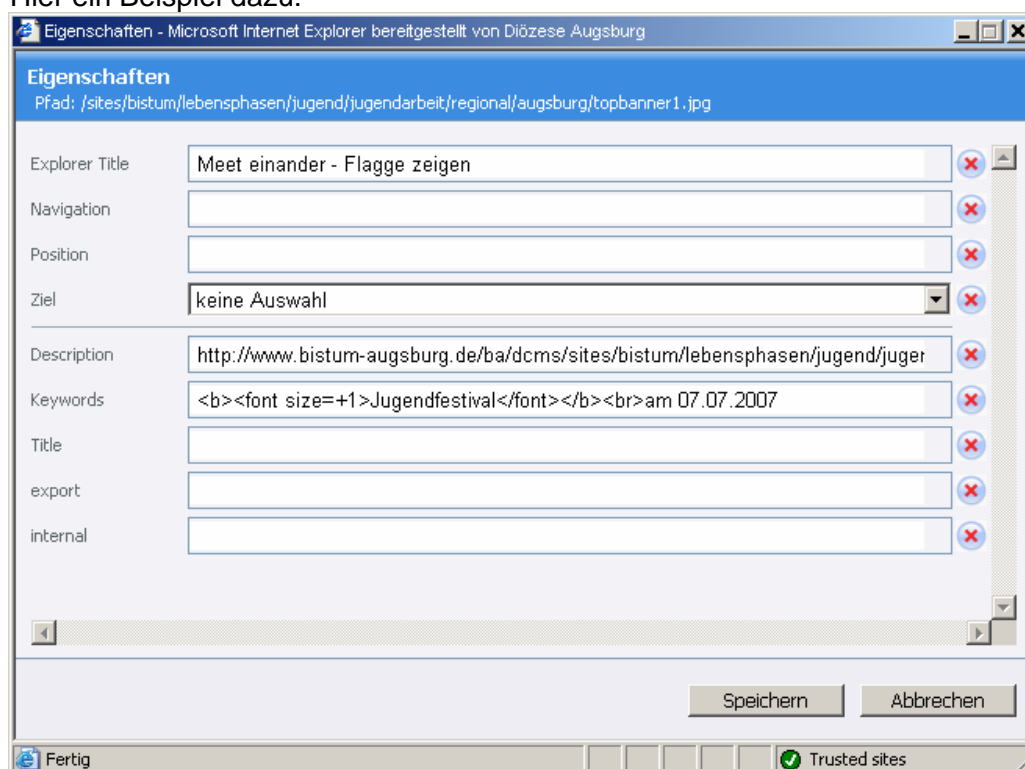 Hier ein Beispiel dazu:
Eigenschaften - Microsoft Internet Explorer bereitgestellt von Diözese Augsburg
Eigenschaften
Pfad: /sites/bistum/lebensphasen/jugend/jugendarbeit/regional/augsburg/topbanner1.jpg
Explorer Title Meet einander - Flagge zeigen
Navigation
Position
Ziel keine Auswahl
Description http://www.bistum-augsburg.de/ba/dcms/sites/bistum/lebensphasen/jugend/juger
Keywords <b><font size=+1>Jugendfestival</font></b><br>am 07.07.2007
Title
export
internal
Speichern Abbrechen
Fertig Trusted sites